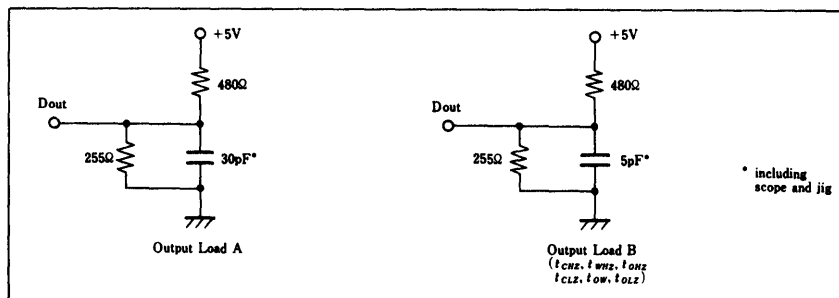 +5V
480Ω
Dout
255Ω
30pF*
Output Load A
+5V
480Ω
Dout
255Ω
5pF*
Output Load B
(tCHZ, tWHZ, tOHZ
tCLZ, tOW, tOLZ)
* including
scope and jig